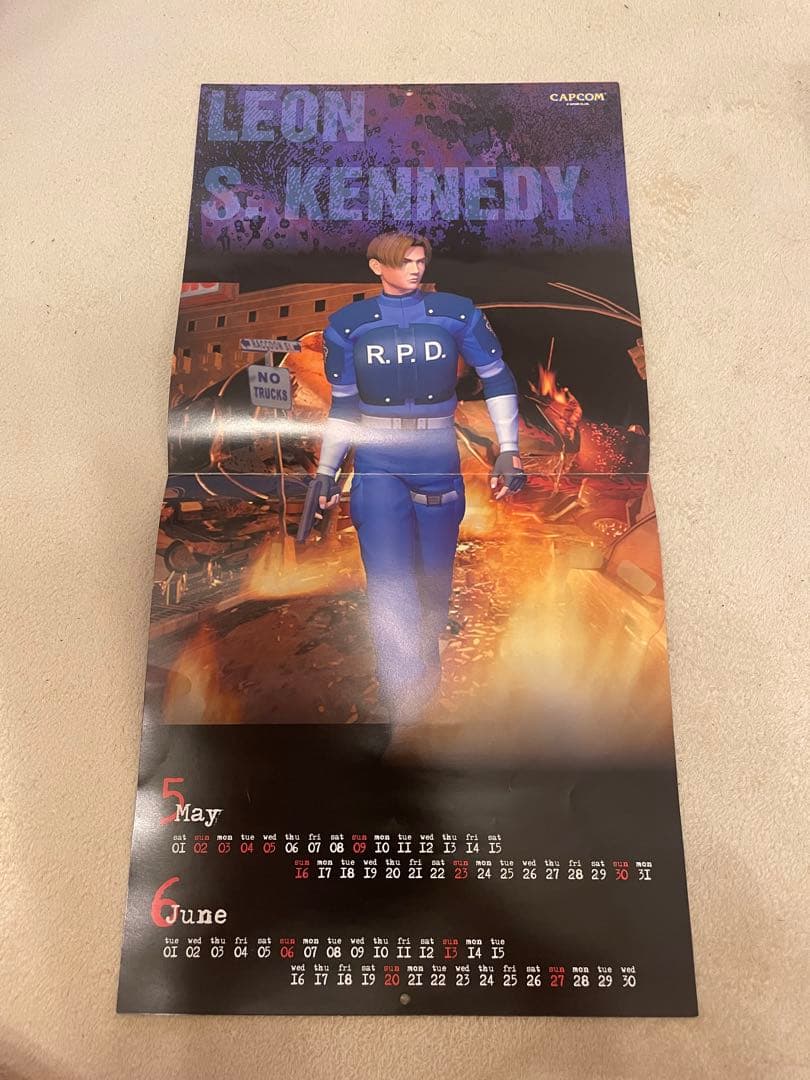 LEON
S. KENNEDY
CAPCOM
RACCOON ST.
NO
TRUCKS
R.P.D.
5
May
sat sun mon tue wed thu fri sat sun mon tue wed thu fri sat
01 02 03 04 05 06 07 08 09 10 11 12 13 14 15
sun mon tue wed thu fri sat sun mon tue wed thu fri sat sun mon
16 17 18 19 20 21 22 23 24 25 26 27 28 29 30 31
6
June
tue wed thu fri sat sun mon tue wed thu fri sat sun mon tue
01 02 03 04 05 06 07 08 09 10 11 12 13 14 15
wed thu fri sat sun mon tue wed thu fri sat sun mon tue wed
16 17 18 19 20 21 22 23 24 25 26 27 28 29 30